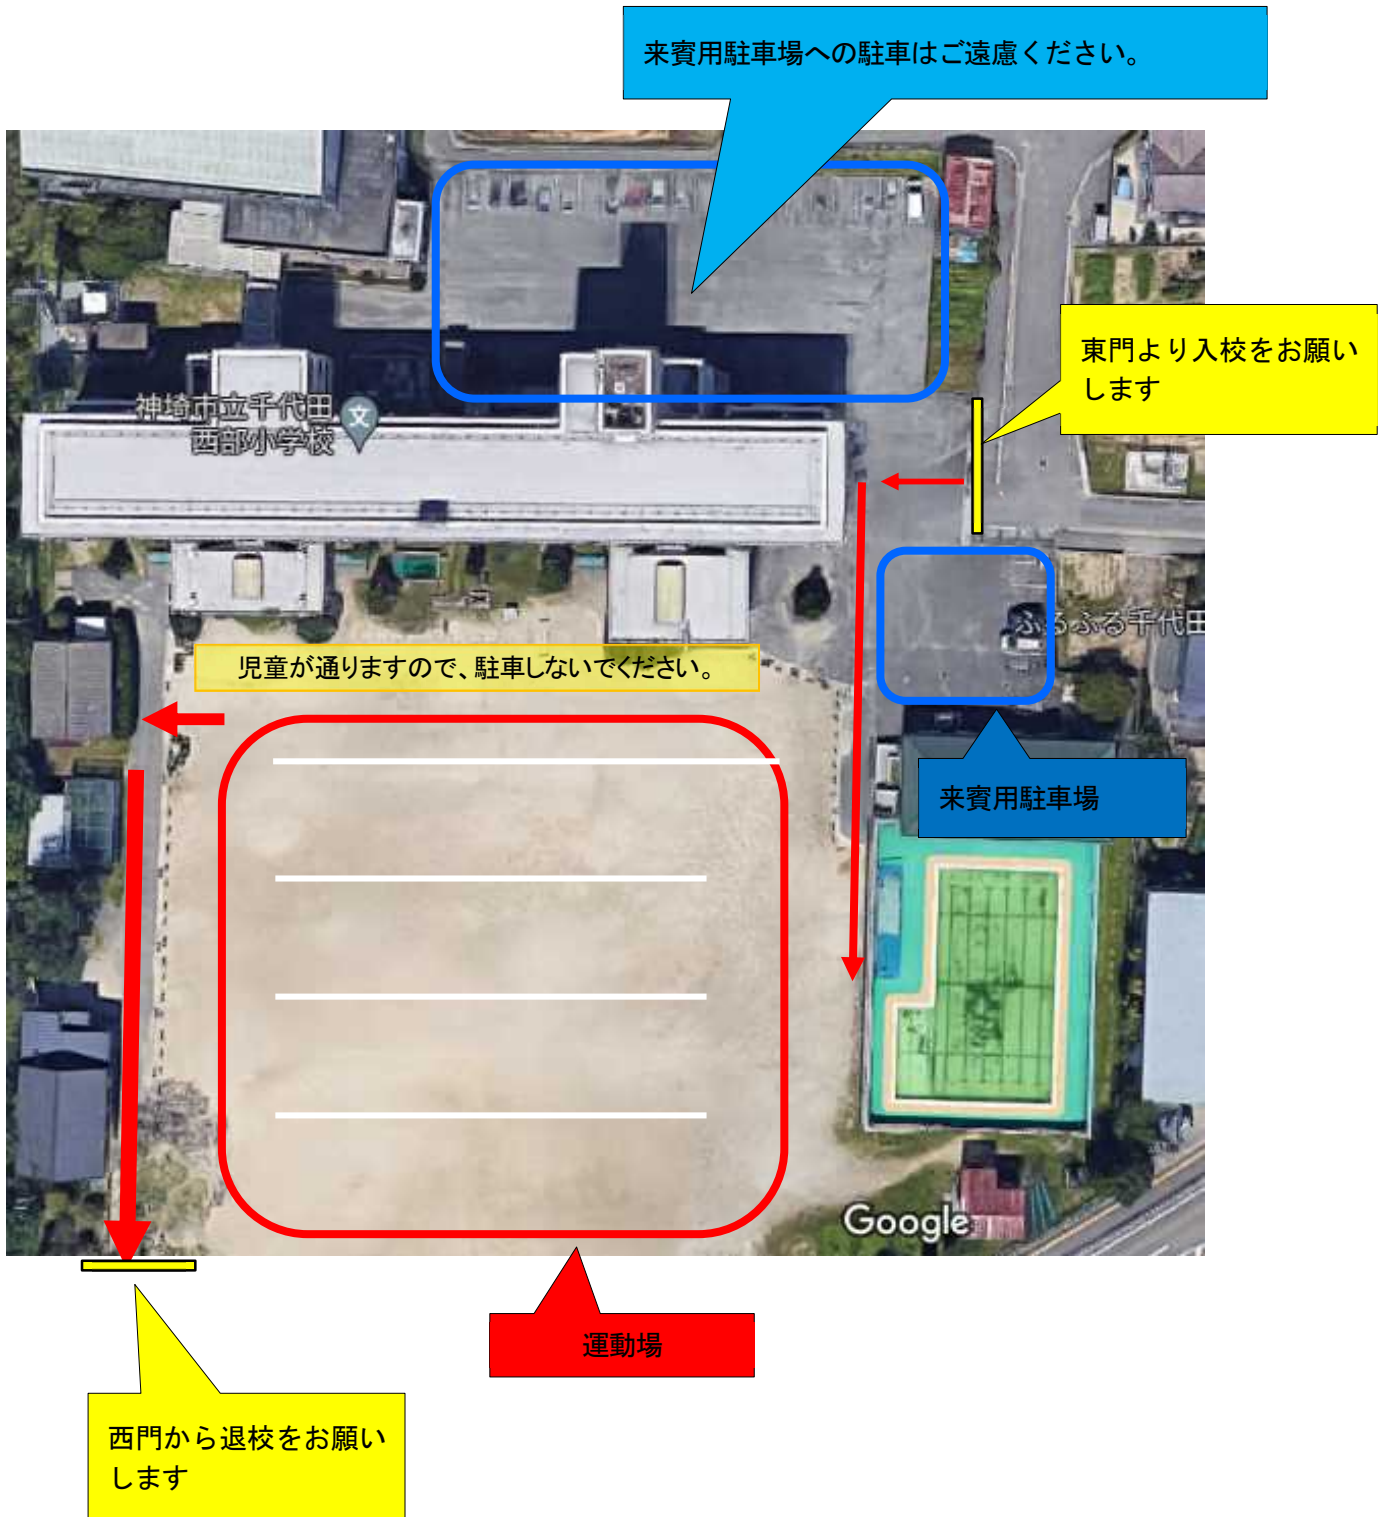 来賓用駐車場への駐車はご遠慮ください。
東門より入校をお願い
します
神埼市立千代田
西部小学校
文
ふるふる千代田
児童が通りますので、駐車しないでください。
来賓用駐車場
Google
運動場
西門から退校をお願い
します